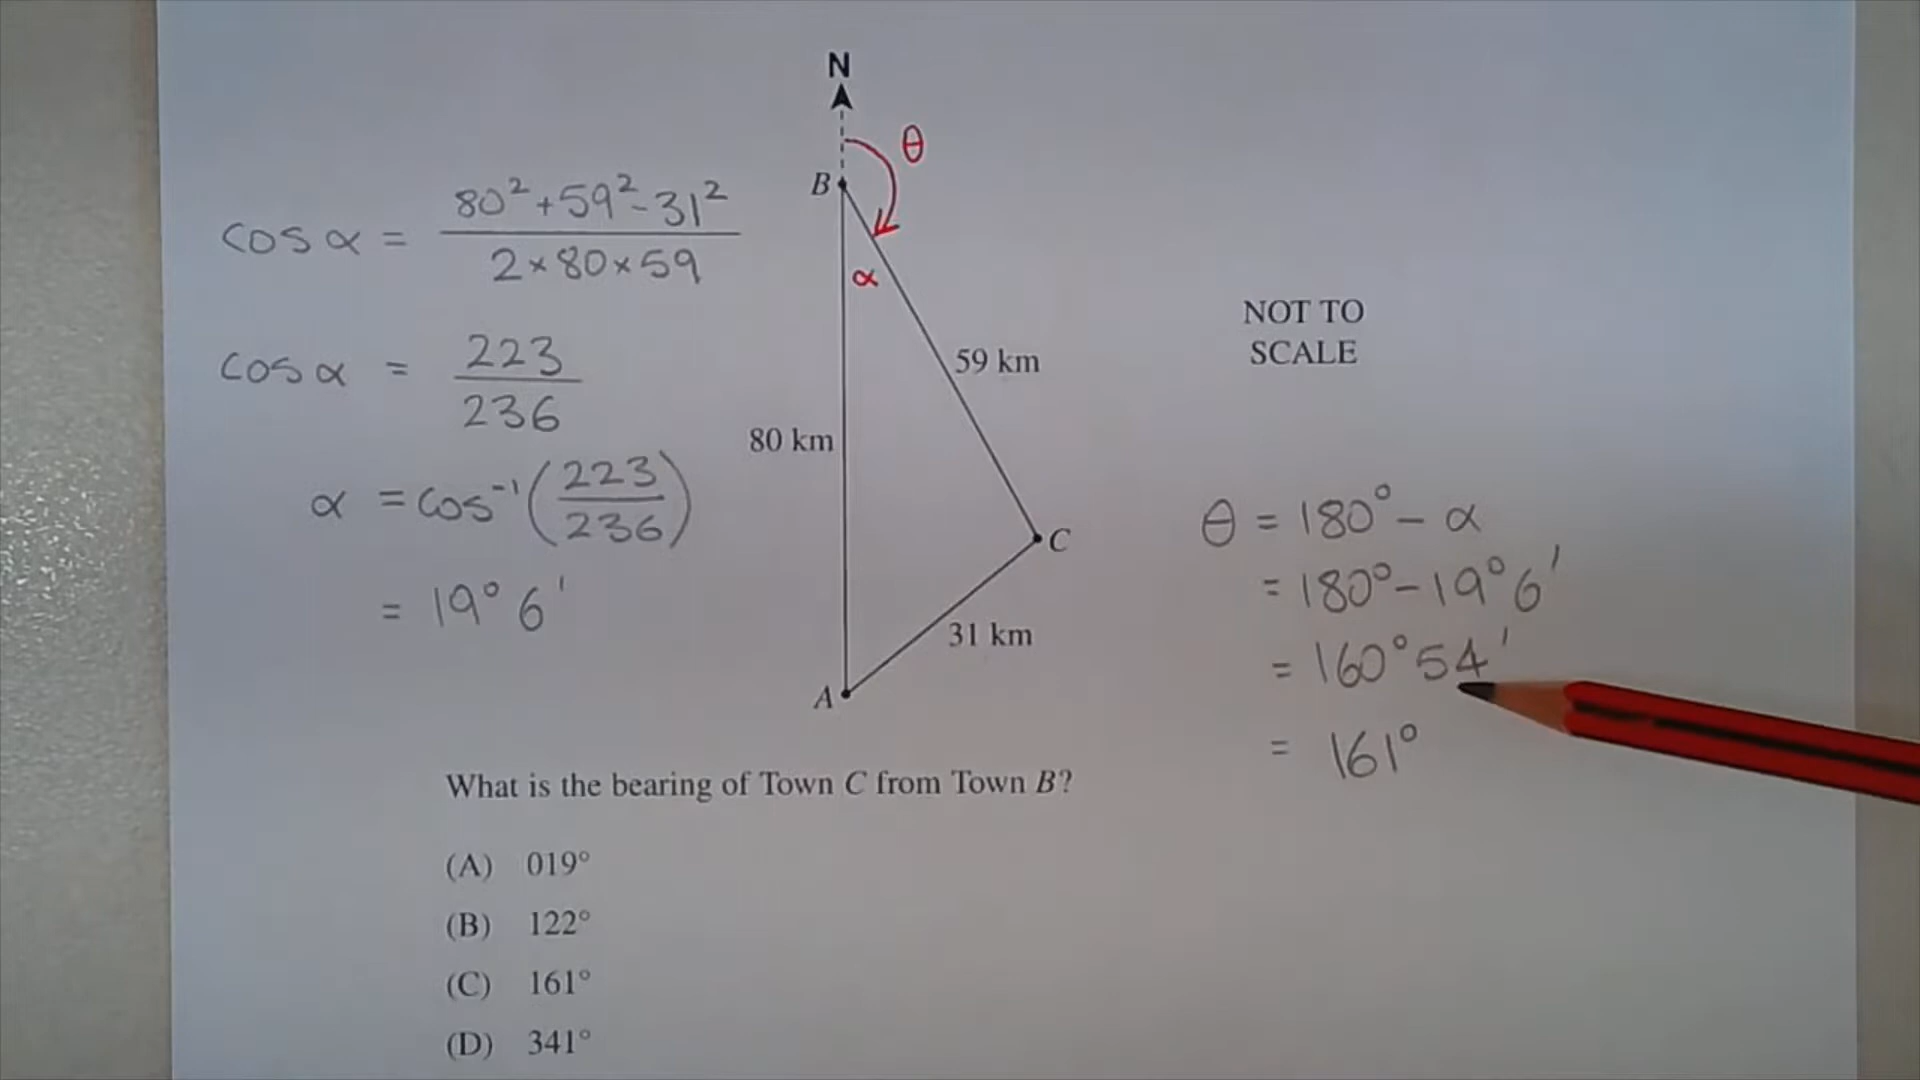 N
θ
B
α
cos α = 80² + 59² - 31² / 2 × 80 × 59
cos α = 223 / 236
α = cos⁻¹(223/236)
= 19° 6'
80 km
59 km
C
31 km
A
NOT TO
SCALE
θ = 180° - α
= 180° - 19° 6'
= 160° 54'
= 161°
What is the bearing of Town C from Town B?
(A) 019°
(B) 122°
(C) 161°
(D) 341°